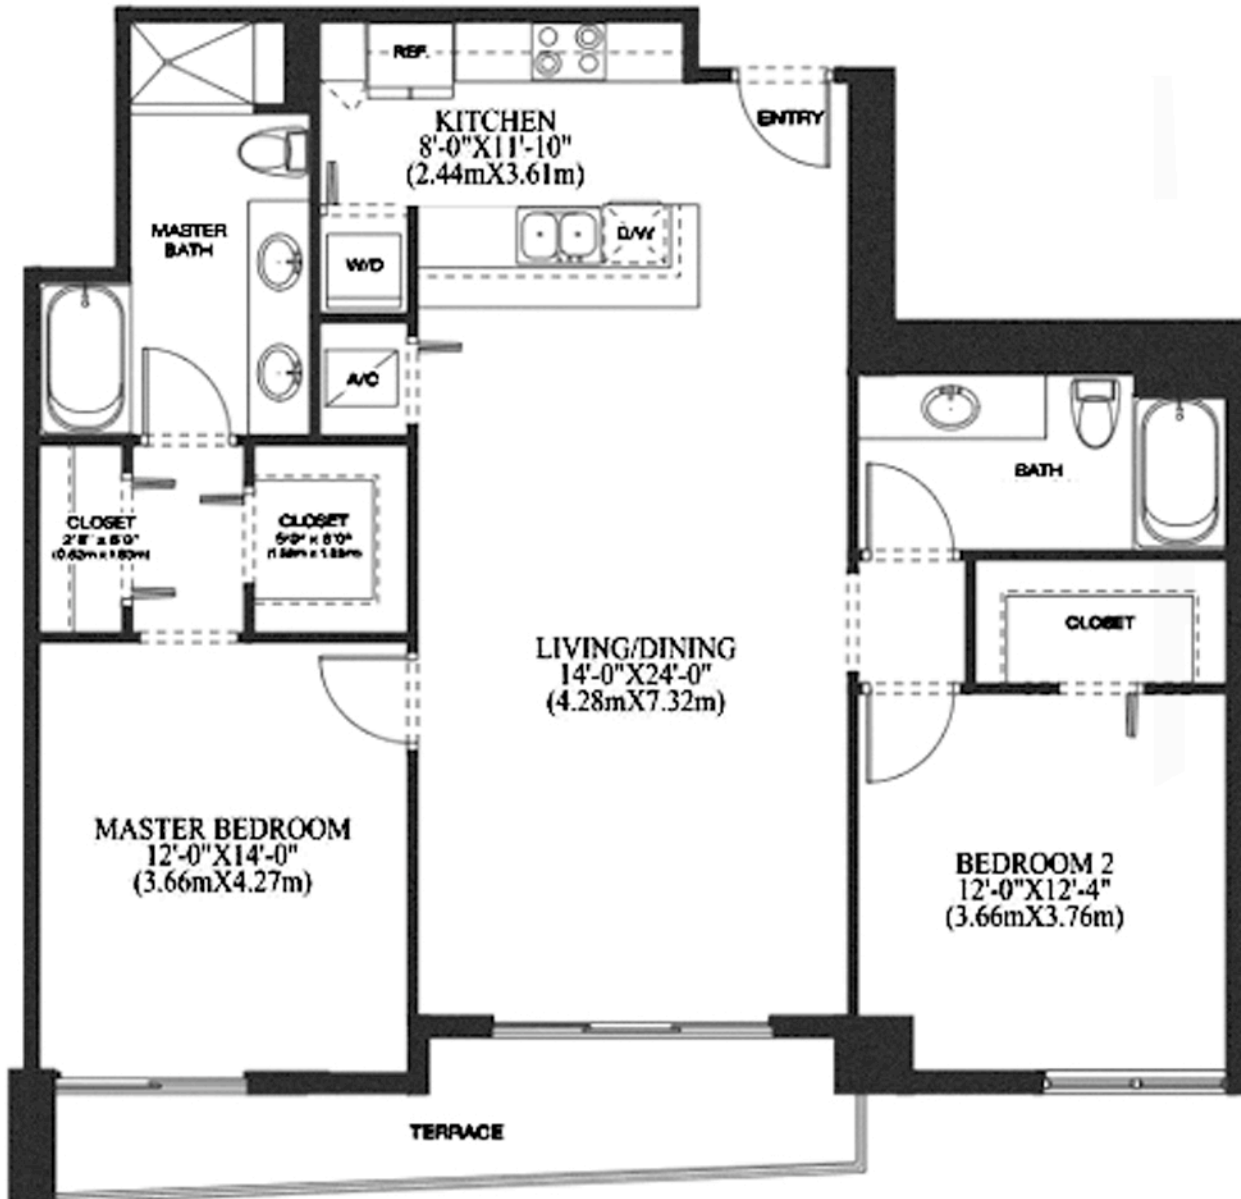 REF.
KITCHEN
8'-0"X11'-10"
(2.44mX3.61m)
ENTRY
MASTER
BATH
W/D
D/W
A/C
BATH
CLOSET
CLOSET
CLOSET
LIVING/DINING
14'-0"X24'-0"
(4.28mX7.32m)
MASTER BEDROOM
12'-0"X14'-0"
(3.66mX4.27m)
BEDROOM 2
12'-0"X12'-4"
(3.66mX3.76m)
TERRACE